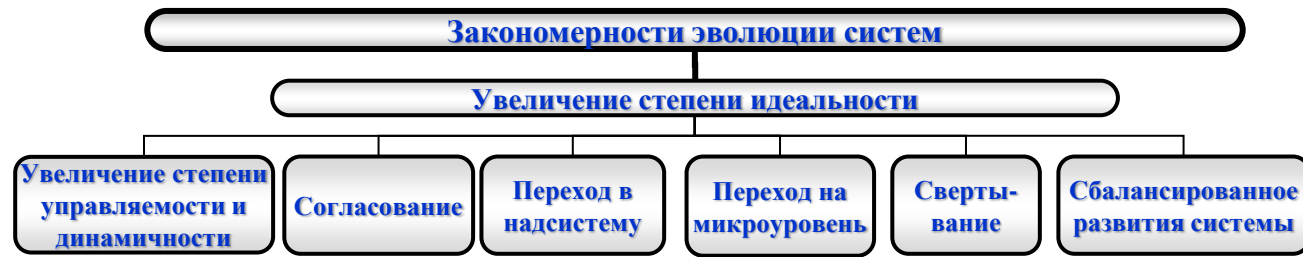 Закономерности эволюции систем
Увеличение степени идеальности
Увеличение степени
управляемости и
динамичности
Согласование
Переход в
надсистему
Переход на
микроуровень
Сверты-
вание
Сбалансированное
развития системы